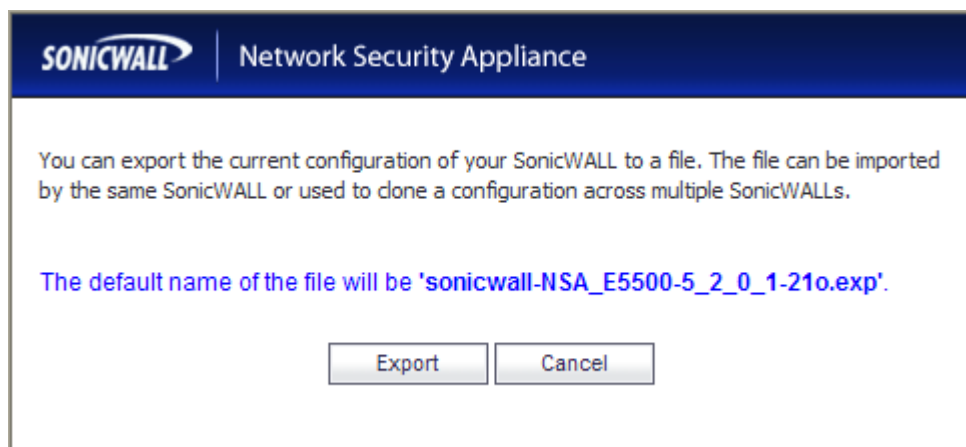 SONICWALL
Network Security Appliance
You can export the current configuration of your SonicWALL to a file. The file can be imported
by the same SonicWALL or used to clone a configuration across multiple SonicWALLs.
The default name of the file will be 'sonicwall-NSA_E5500-5_2_0_1-21o.exp'.
Export
Cancel